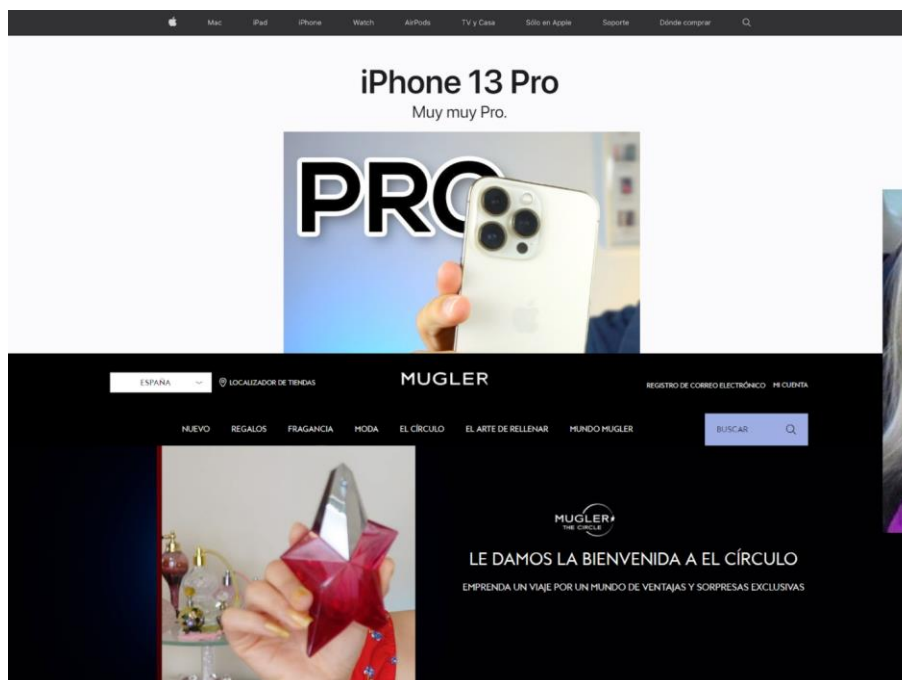 Mac iPad iPhone Watch AirPods TV y Casa Sólo en Apple Soporte Dónde comprar
iPhone 13 Pro
Muy muy Pro.
PRO
ESPAÑA LOCALIZADOR DE TIENDAS MUGLER REGISTRO DE CORREO ELECTRÓNICO MI CUENTA
NUEVO REGALOS FRAGANCIA MODA EL CÍRCULO EL ARTE DE RELLENAR MUNDO MUGLER BUSCAR
MUGLER
THE CIRCLE
LE DAMOS LA BIENVENIDA A EL CÍRCULO
EMPRENDA UN VIAJE POR UN MUNDO DE VENTAJAS Y SORPRESAS EXCLUSIVAS